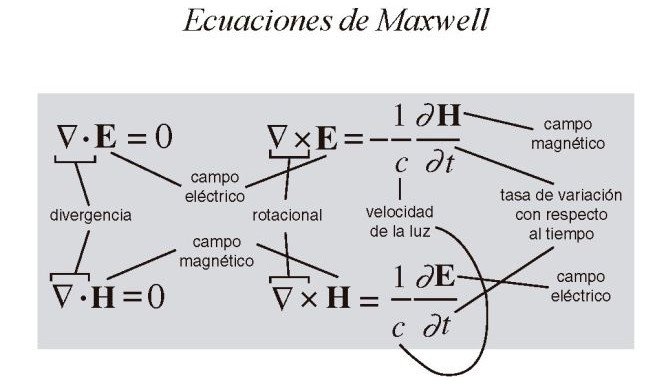 Ecuaciones de Maxwell
∇·E = 0
∇×E = −1/c ∂H/∂t
campo
magnético
campo
eléctrico
divergencia
rotacional
velocidad
de la luz
tasa de variación
con respecto
al tiempo
campo
magnético
∇·H = 0
∇×H = 1/c ∂E/∂t
campo
eléctrico